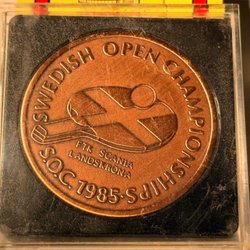 SWEDISH OPEN CHAMPIONSHIPS
FTK SCANIA
LANDSKRONA
S.O.C. 1985